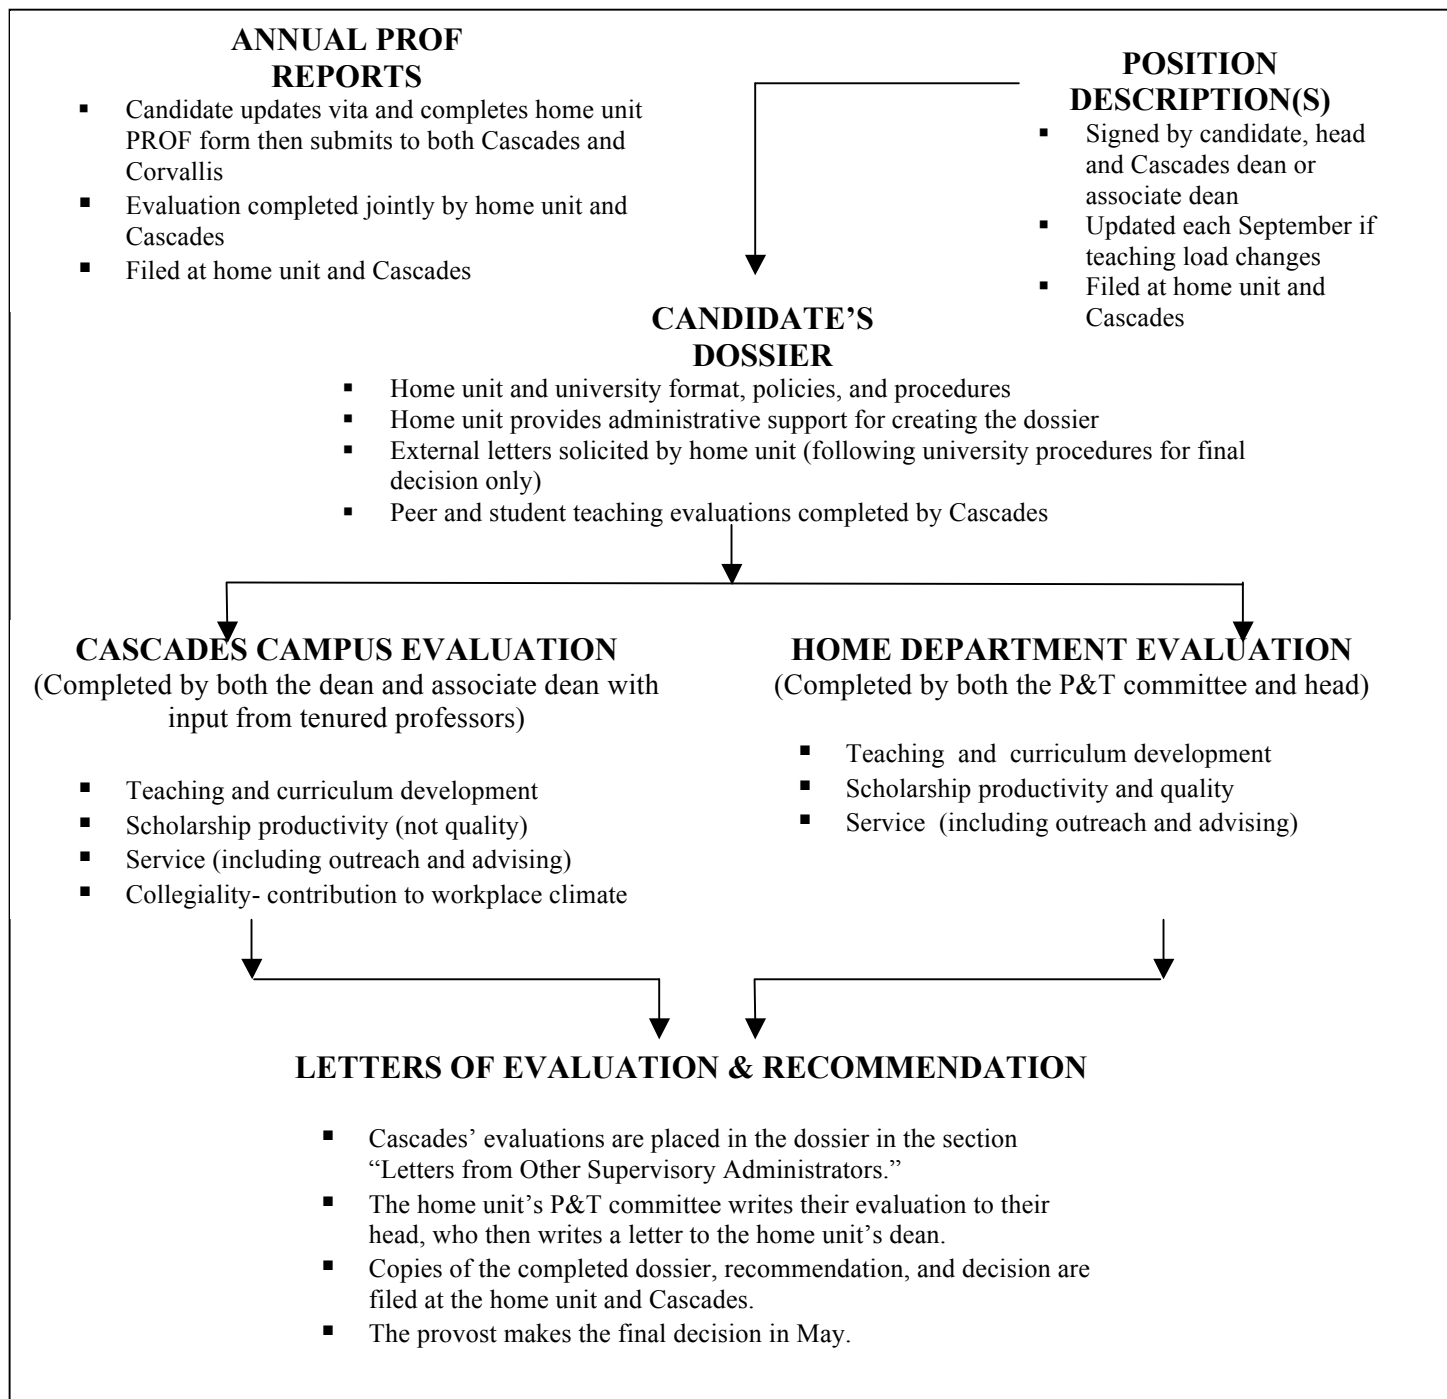 ANNUAL PROF
REPORTS
▪ Candidate updates vita and completes home unit
PROF form then submits to both Cascades and
Corvallis
▪ Evaluation completed jointly by home unit and
Cascades
▪ Filed at home unit and Cascades
POSITION
DESCRIPTION(S)
▪ Signed by candidate, head
and Cascades dean or
associate dean
▪ Updated each September if
teaching load changes
▪ Filed at home unit and
Cascades
CANDIDATE’S
DOSSIER
▪ Home unit and university format, policies, and procedures
▪ Home unit provides administrative support for creating the dossier
▪ External letters solicited by home unit (following university procedures for final
decision only)
▪ Peer and student teaching evaluations completed by Cascades
CASCADES CAMPUS EVALUATION
(Completed by both the dean and associate dean with
input from tenured professors)
▪ Teaching and curriculum development
▪ Scholarship productivity (not quality)
▪ Service (including outreach and advising)
▪ Collegiality- contribution to workplace climate
HOME DEPARTMENT EVALUATION
(Completed by both the P&T committee and head)
▪ Teaching and curriculum development
▪ Scholarship productivity and quality
▪ Service (including outreach and advising)
LETTERS OF EVALUATION & RECOMMENDATION
▪ Cascades’ evaluations are placed in the dossier in the section
“Letters from Other Supervisory Administrators.”
▪ The home unit’s P&T committee writes their evaluation to their
head, who then writes a letter to the home unit’s dean.
▪ Copies of the completed dossier, recommendation, and decision are
filed at the home unit and Cascades.
▪ The provost makes the final decision in May.